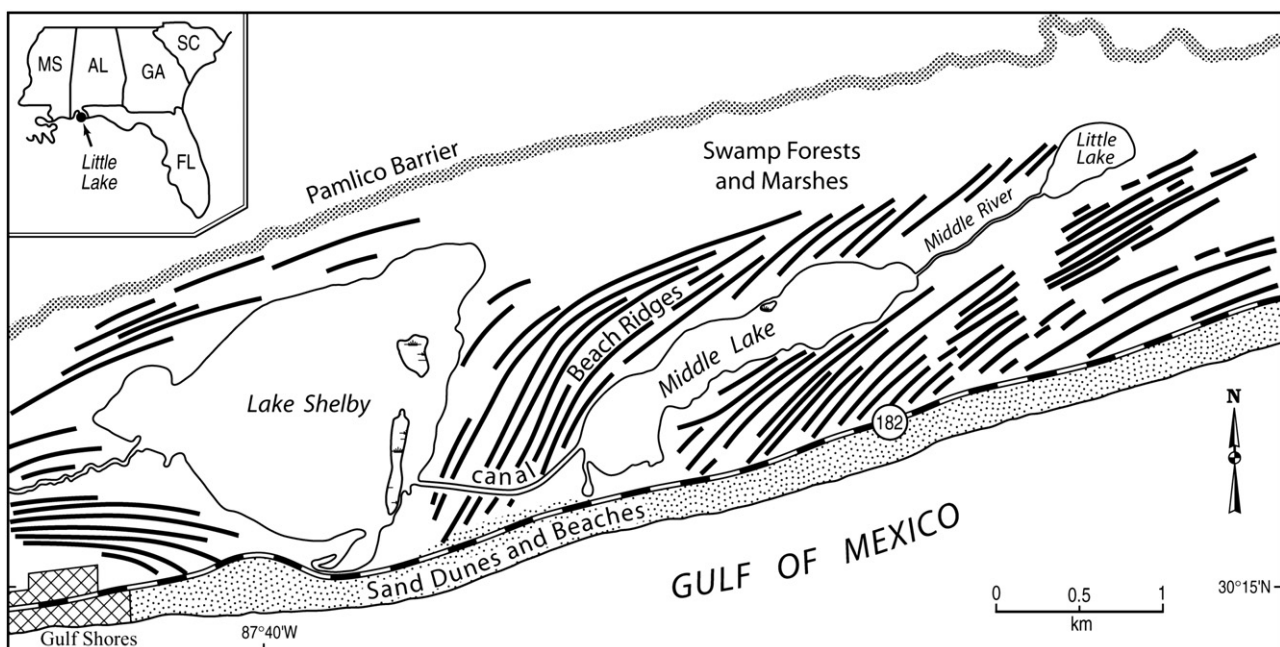 MS
AL
GA
SC
FL
Little
Lake
Pamlico Barrier
Swamp Forests
and Marshes
Little
Lake
Middle River
Beach Ridges
Middle Lake
Lake Shelby
canal
182
N
Sand Dunes and Beaches
GULF OF MEXICO
0 0.5 1
km
30°15'N
Gulf Shores
87°40'W